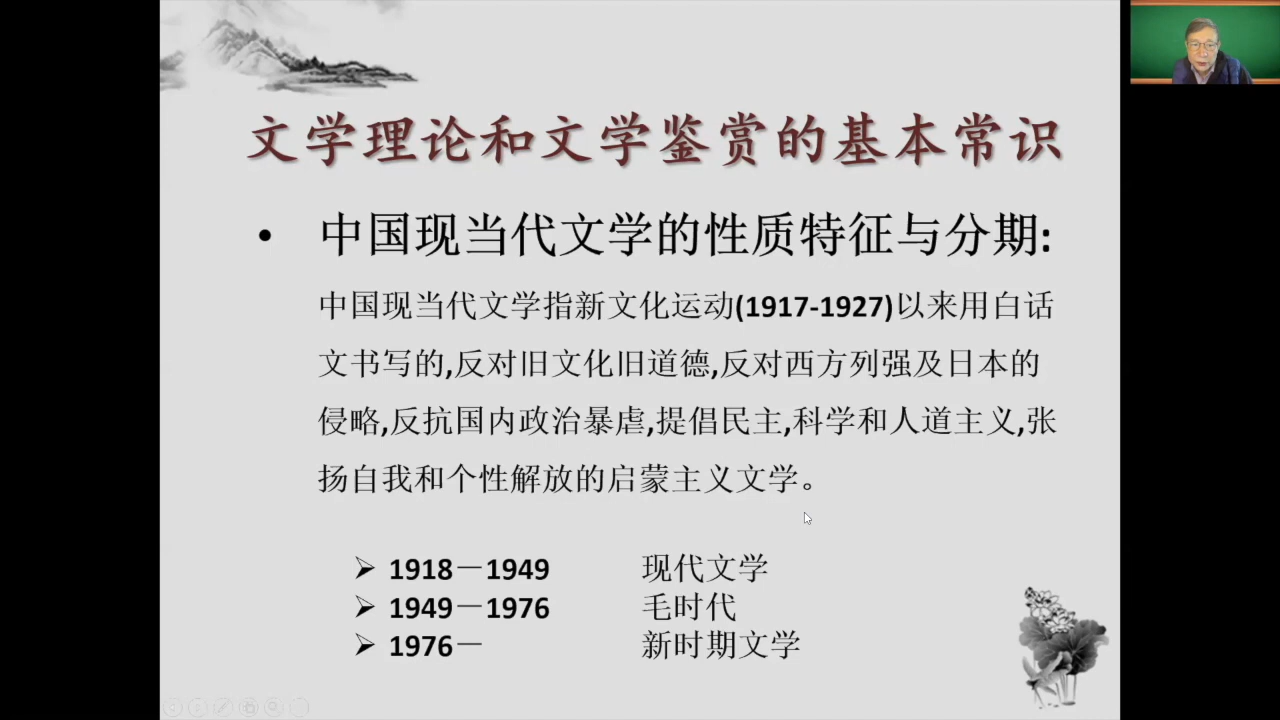 文学理论和文学鉴赏的基本常识
• 中国现当代文学的性质特征与分期:
中国现当代文学指新文化运动(1917-1927)以来用白话
文书写的,反对旧文化旧道德,反对西方列强及日本的
侵略,反抗国内政治暴虐,提倡民主,科学和人道主义,张
扬自我和个性解放的启蒙主义文学。
➢ 1918－1949 现代文学
➢ 1949－1976 毛时代
➢ 1976－ 新时期文学